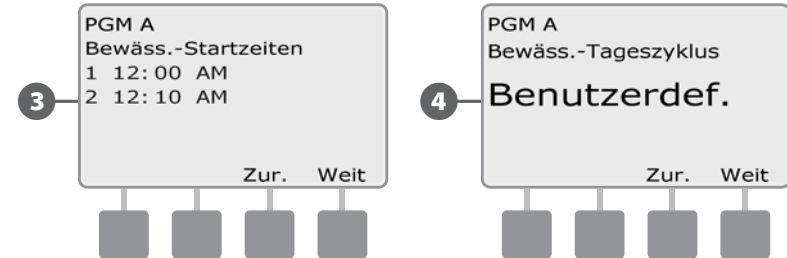 PGM A
Bewäss.-Startzeiten
1 12:00 AM
2 12:10 AM
Zur. Weit
3
PGM A
Bewäss.-Tageszyklus
Benutzerdef.
Zur. Weit
4